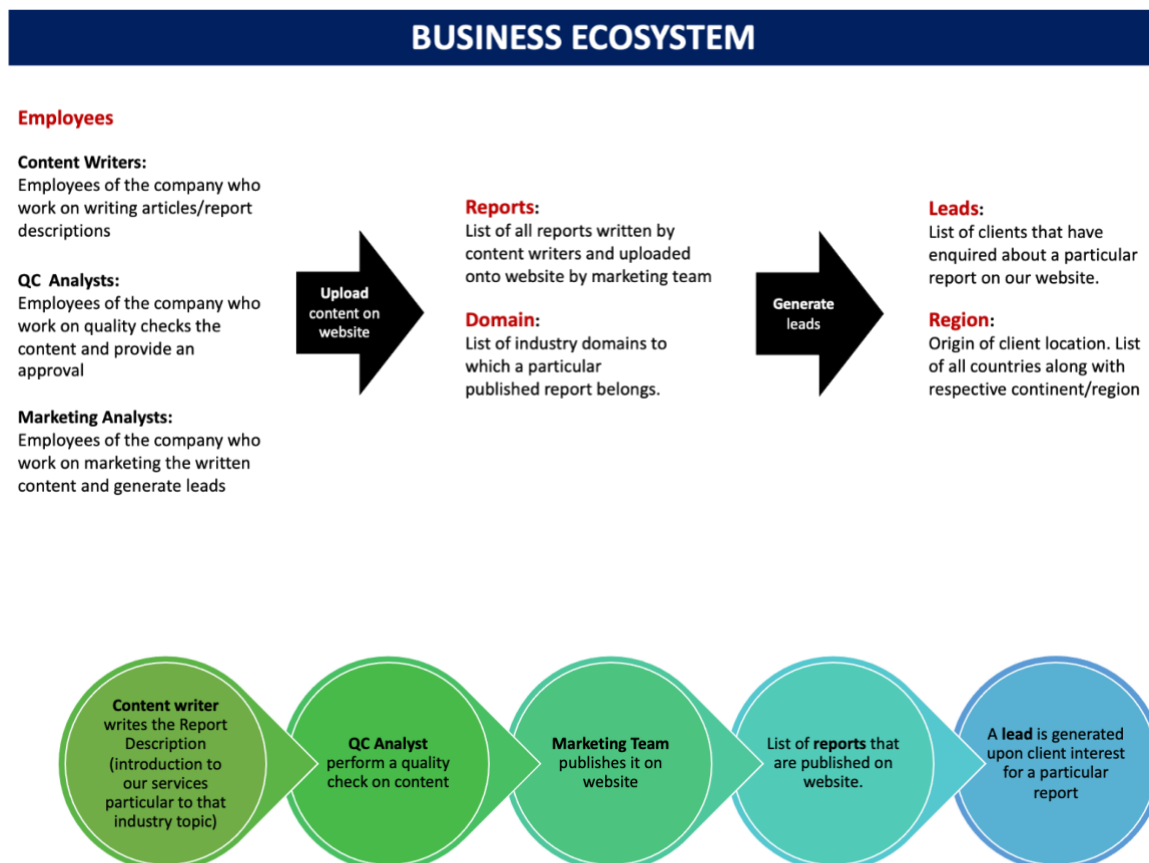 BUSINESS ECOSYSTEM
Employees
Content Writers:
Employees of the company who
work on writing articles/report
descriptions
QC  Analysts:
Employees of the company who
work on quality checks the
content and provide an
approval
Marketing Analysts:
Employees of the company who
work on marketing the written
content and generate leads
Upload
content on
website
Reports:
List of all reports written by
content writers and uploaded
onto website by marketing team
Domain:
List of industry domains to
which a particular
published report belongs.
Generate
leads
Leads:
List of clients that have
enquired about a particular
report on our website.
Region:
Origin of client location. List
of all countries along with
respective continent/region
Content writer
writes the Report
Description
(introduction to
our services
particular to that
industry topic)
QC Analyst
perform a quality
check on content
Marketing Team
publishes it on
website
List of reports that
are published on
website.
A lead is generated
upon client interest
for a particular
report